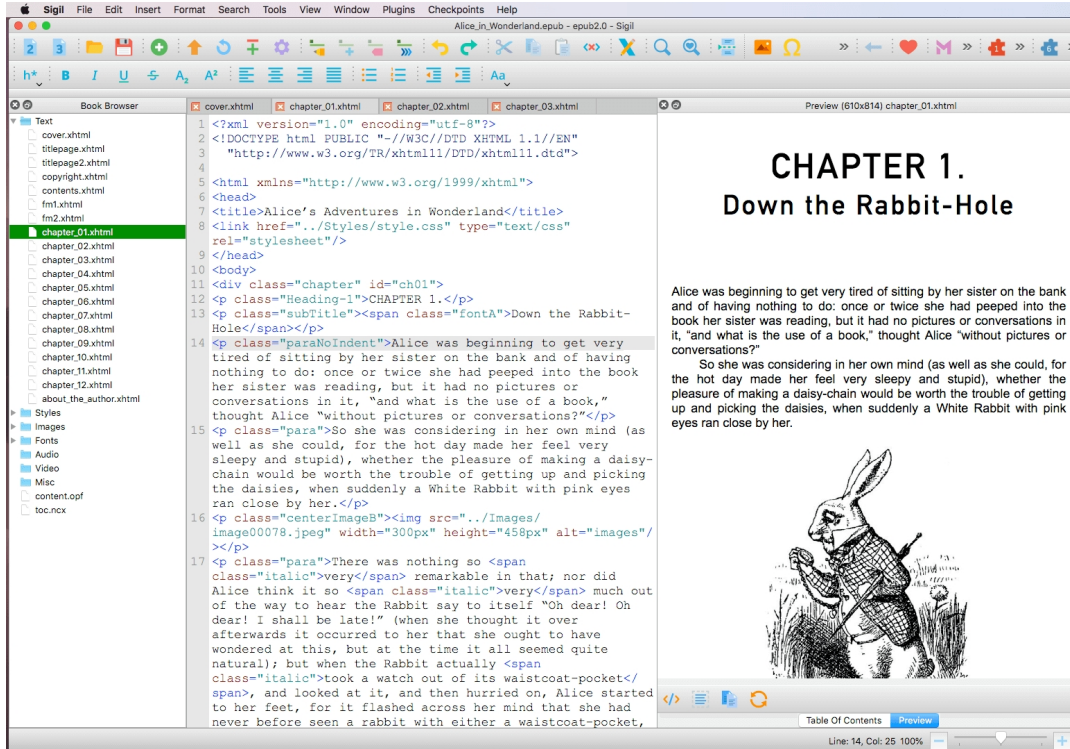 Sigil File Edit Insert Format Search Tools View Window Plugins Checkpoints Help
Alice_in_Wonderland.epub - epub2.0 - Sigil
2 3 Ω X M » 1 » 6
h* B I U S A₂ A² Aa
Book Browser
Text
cover.xhtml
titlepage.xhtml
titlepage2.xhtml
copyright.xhtml
contents.xhtml
fm1.xhtml
fm2.xhtml
chapter_01.xhtml
chapter_02.xhtml
chapter_03.xhtml
chapter_04.xhtml
chapter_05.xhtml
chapter_06.xhtml
chapter_07.xhtml
chapter_08.xhtml
chapter_09.xhtml
chapter_10.xhtml
chapter_11.xhtml
chapter_12.xhtml
about_the_author.xhtml
Styles
Images
Fonts
Audio
Video
Misc
content.opf
toc.ncx
cover.xhtml chapter_01.xhtml chapter_02.xhtml chapter_03.xhtml
1 <?xml version="1.0" encoding="utf-8"?>
2 <!DOCTYPE html PUBLIC "-//W3C//DTD XHTML 1.1//EN"
3 "http://www.w3.org/TR/xhtml11/DTD/xhtml11.dtd">
4
5 <html xmlns="http://www.w3.org/1999/xhtml">
6 <head>
7 <title>Alice’s Adventures in Wonderland</title>
8 <link href="../Styles/style.css" type="text/css"
rel="stylesheet"/>
9 </head>
10 <body>
11 <div class="chapter" id="ch01">
12 <p class="Heading-1">CHAPTER 1.</p>
13 <p class="subTitle"><span class="fontA">Down the Rabbit-
Hole</span></p>
14 <p class="paraNoIndent">Alice was beginning to get very
tired of sitting by her sister on the bank and of having
nothing to do: once or twice she had peeped into the book
her sister was reading, but it had no pictures or
conversations in it, “and what is the use of a book,”
thought Alice “without pictures or conversations?”</p>
15 <p class="para">So she was considering in her own mind (as
well as she could, for the hot day made her feel very
sleepy and stupid), whether the pleasure of making a daisy-
chain would be worth the trouble of getting up and picking
the daisies, when suddenly a White Rabbit with pink eyes
ran close by her.</p>
16 <p class="centerImageB"><img src="../Images/
image00078.jpeg" width="300px" height="458px" alt="images"/
></p>
17 <p class="para">There was nothing so <span
class="italic">very</span> remarkable in that; nor did
Alice think it so <span class="italic">very</span> much out
of the way to hear the Rabbit say to itself “Oh dear! Oh
dear! I shall be late!” (when she thought it over
afterwards it occurred to her that she ought to have
wondered at this, but at the time it all seemed quite
natural); but when the Rabbit actually <span
class="italic">took a watch out of its waistcoat-pocket</
span>, and looked at it, and then hurried on, Alice started
to her feet, for it flashed across her mind that she had
never before seen a rabbit with either a waistcoat-pocket,
Preview (610x814) chapter_01.xhtml
CHAPTER 1.
Down the Rabbit-Hole
Alice was beginning to get very tired of sitting by her sister on the bank
and of having nothing to do: once or twice she had peeped into the
book her sister was reading, but it had no pictures or conversations in
it, “and what is the use of a book,” thought Alice “without pictures or
conversations?”
So she was considering in her own mind (as well as she could, for
the hot day made her feel very sleepy and stupid), whether the
pleasure of making a daisy-chain would be worth the trouble of getting
up and picking the daisies, when suddenly a White Rabbit with pink
eyes ran close by her.
Table Of Contents Preview
Line: 14, Col: 25 100%